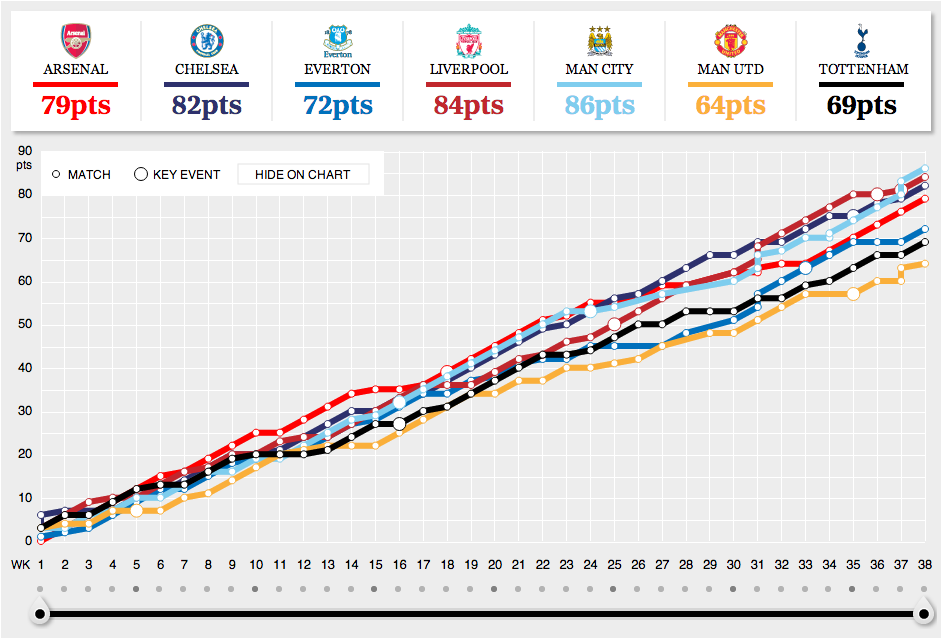 Arsenal
CHELSEA
Everton
ARSENAL CHELSEA EVERTON LIVERPOOL MAN CITY MAN UTD TOTTENHAM
79pts 82pts 72pts 84pts 86pts 64pts 69pts
90
pts
MATCH KEY EVENT HIDE ON CHART
80
70
60
50
40
30
20
10
0
WK 1 2 3 4 5 6 7 8 9 10 11 12 13 14 15 16 17 18 19 20 21 22 23 24 25 26 27 28 29 30 31 32 33 34 35 36 37 38